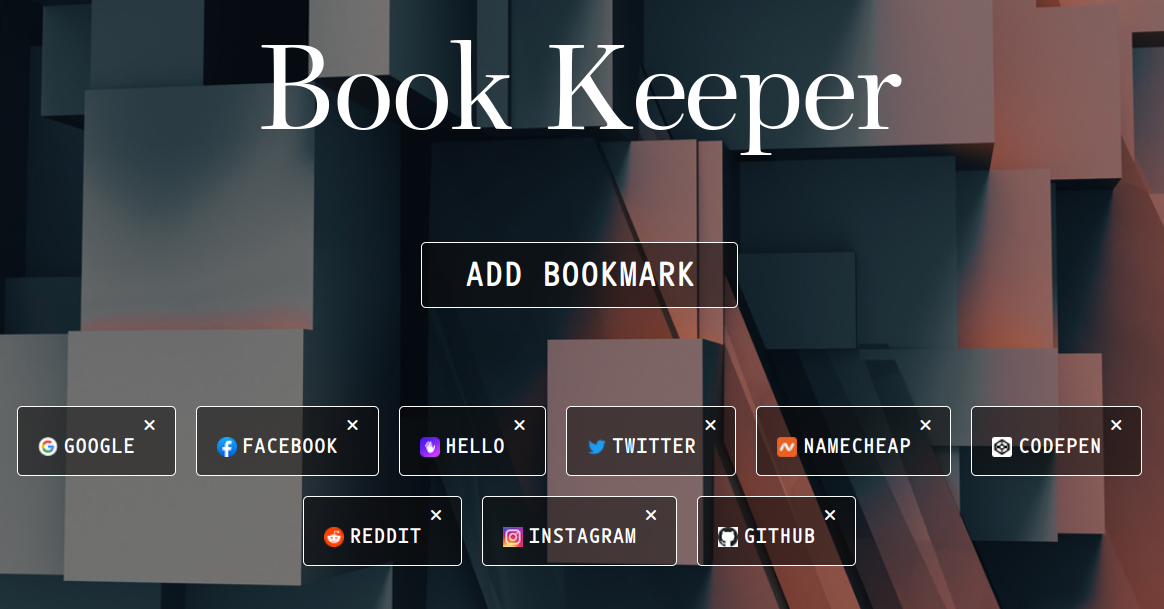 Book Keeper
ADD BOOKMARK
GOOGLE
FACEBOOK
HELLO
TWITTER
NAMECHEAP
CODEPEN
REDDIT
INSTAGRAM
GITHUB